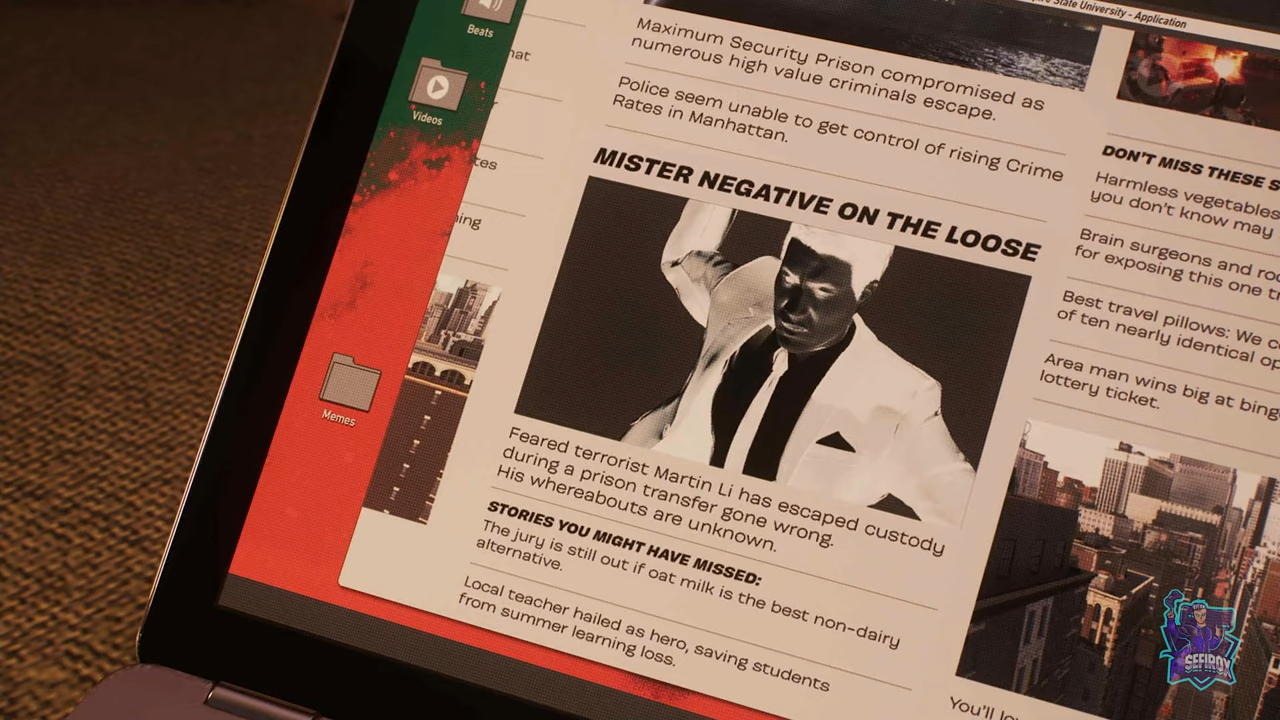 State University - Application
Beats
Videos
Memes
Maximum Security Prison compromised as
numerous high value criminals escape.
Police seem unable to get control of rising Crime
Rates in Manhattan.
MISTER NEGATIVE ON THE LOOSE
Feared terrorist Martin Li has escaped custody
during a prison transfer gone wrong.
His whereabouts are unknown.
STORIES YOU MIGHT HAVE MISSED:
The jury is still out if oat milk is the best non-dairy
alternative.
Local teacher hailed as hero, saving students
from summer learning loss.
DON'T MISS THESE
Harmless vegetables
you don't know may
Brain surgeons and
for exposing this one
Best travel pillows: We
of ten nearly identical
Area man wins big at
lottery ticket.
You'll
SEFIROX